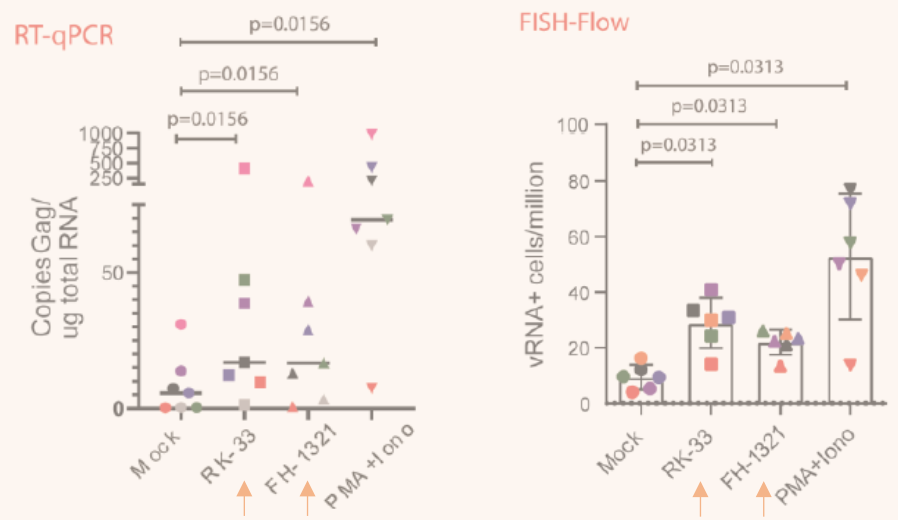 RT-qPCR
p=0.0156
p=0.0156
p=0.0156
1000
750
500
250
50
0
Copies Gag/
ug total RNA
Mock
RK-33
FH-1321
PMA+Iono
FISH-Flow
p=0.0313
p=0.0313
p=0.0313
100
80
60
40
20
0
vRNA+ cells/million
Mock
RK-33
FH-1321
PMA+Iono